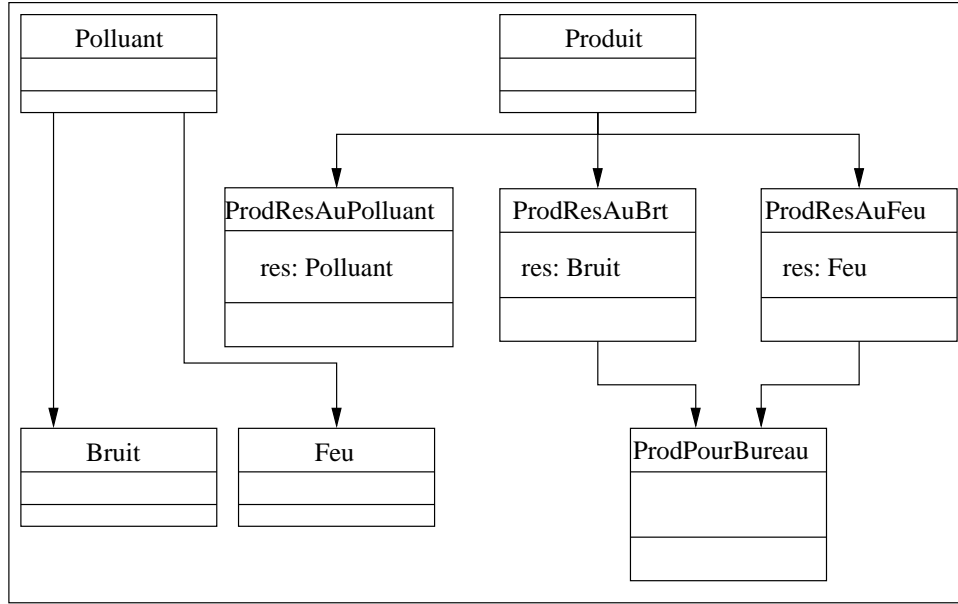 Polluant
Produit
ProdResAuPolluant
res: Polluant
ProdResAuBrt
res: Bruit
ProdResAuFeu
res: Feu
Bruit
Feu
ProdPourBureau